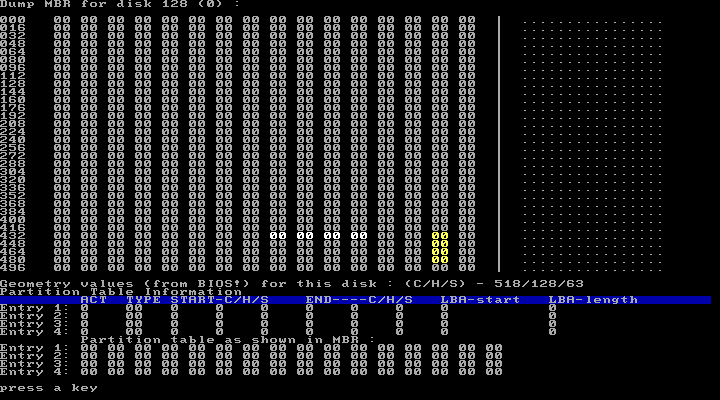 Dump MBR for disk 128 (0) :
000 00 00 00 00 00 00 00 00 00 00 00 00 00 00 00 00 | ................
016 00 00 00 00 00 00 00 00 00 00 00 00 00 00 00 00 | ................
032 00 00 00 00 00 00 00 00 00 00 00 00 00 00 00 00 | ................
048 00 00 00 00 00 00 00 00 00 00 00 00 00 00 00 00 | ................
064 00 00 00 00 00 00 00 00 00 00 00 00 00 00 00 00 | ................
080 00 00 00 00 00 00 00 00 00 00 00 00 00 00 00 00 | ................
096 00 00 00 00 00 00 00 00 00 00 00 00 00 00 00 00 | ................
112 00 00 00 00 00 00 00 00 00 00 00 00 00 00 00 00 | ................
128 00 00 00 00 00 00 00 00 00 00 00 00 00 00 00 00 | ................
144 00 00 00 00 00 00 00 00 00 00 00 00 00 00 00 00 | ................
160 00 00 00 00 00 00 00 00 00 00 00 00 00 00 00 00 | ................
176 00 00 00 00 00 00 00 00 00 00 00 00 00 00 00 00 | ................
192 00 00 00 00 00 00 00 00 00 00 00 00 00 00 00 00 | ................
208 00 00 00 00 00 00 00 00 00 00 00 00 00 00 00 00 | ................
224 00 00 00 00 00 00 00 00 00 00 00 00 00 00 00 00 | ................
240 00 00 00 00 00 00 00 00 00 00 00 00 00 00 00 00 | ................
256 00 00 00 00 00 00 00 00 00 00 00 00 00 00 00 00 | ................
272 00 00 00 00 00 00 00 00 00 00 00 00 00 00 00 00 | ................
288 00 00 00 00 00 00 00 00 00 00 00 00 00 00 00 00 | ................
304 00 00 00 00 00 00 00 00 00 00 00 00 00 00 00 00 | ................
320 00 00 00 00 00 00 00 00 00 00 00 00 00 00 00 00 | ................
336 00 00 00 00 00 00 00 00 00 00 00 00 00 00 00 00 | ................
352 00 00 00 00 00 00 00 00 00 00 00 00 00 00 00 00 | ................
368 00 00 00 00 00 00 00 00 00 00 00 00 00 00 00 00 | ................
384 00 00 00 00 00 00 00 00 00 00 00 00 00 00 00 00 | ................
400 00 00 00 00 00 00 00 00 00 00 00 00 00 00 00 00 | ................
416 00 00 00 00 00 00 00 00 00 00 00 00 00 00 00 00 | ................
432 00 00 00 00 00 00 00 00 00 00 00 00 00 00 00 00 | ................
448 00 00 00 00 00 00 00 00 00 00 00 00 00 00 00 00 | ................
464 00 00 00 00 00 00 00 00 00 00 00 00 00 00 00 00 | ................
480 00 00 00 00 00 00 00 00 00 00 00 00 00 00 00 00 | ................
496 00 00 00 00 00 00 00 00 00 00 00 00 00 00 00 00 | ................
Geometry values (from BIOS!) for this disk : (C/H/S) - 518/128/63
Partition Table Information
ACT TYPE START-C/H/S END----C/H/S LBA-start LBA-length
Entry 1: 0 00 0 0 0 0 0 0 0 0
Entry 2: 0 00 0 0 0 0 0 0 0 0
Entry 3: 0 00 0 0 0 0 0 0 0 0
Entry 4: 0 00 0 0 0 0 0 0 0 0
Partition table as shown in MBR :
Entry 1: 00 00 00 00 00 00 00 00 00 00 00 00 00 00 00 00
Entry 2: 00 00 00 00 00 00 00 00 00 00 00 00 00 00 00 00
Entry 3: 00 00 00 00 00 00 00 00 00 00 00 00 00 00 00 00
Entry 4: 00 00 00 00 00 00 00 00 00 00 00 00 00 00 00 00
press a key